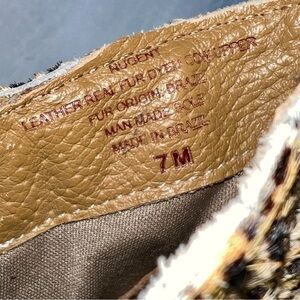 NUGENT
LEATHER REAL FUR DYED COW UPPER
FUR ORIGIN: BRAZIL
MAN MADE SOLE
MADE IN BRAZIL
7M